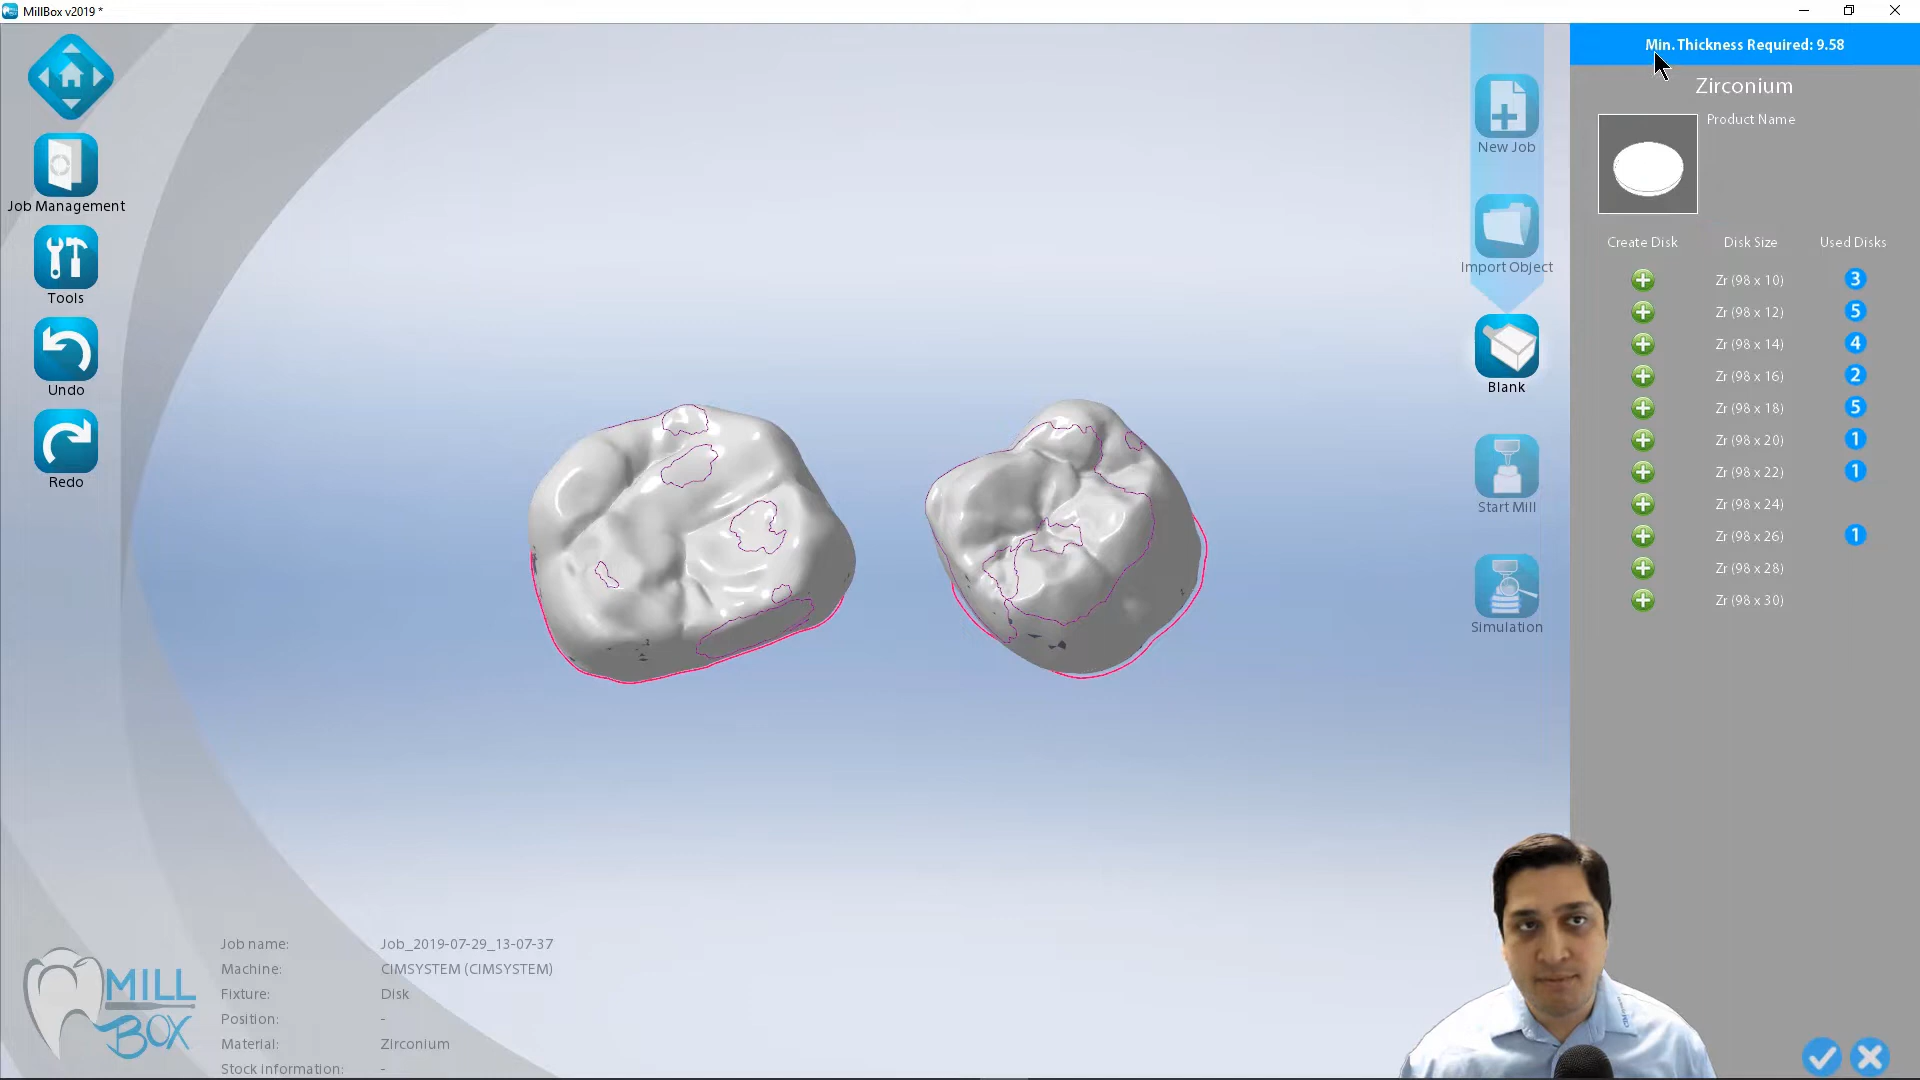 MillBox v2019 *
Min. Thickness Required: 9.58
Zirconium
Product Name
Create Disk Disk Size Used Disks
Zr (98 x 10) 3
Zr (98 x 12) 5
Zr (98 x 14) 4
Zr (98 x 16) 2
Zr (98 x 18) 5
Zr (98 x 20) 1
Zr (98 x 22) 1
Zr (98 x 24)
Zr (98 x 26) 1
Zr (98 x 28)
Zr (98 x 30)
Job Management
Tools
Undo
Redo
New Job
Import Object
Blank
Start Mill
Simulation
MILL
BOX
Job name: Job_2019-07-29_13-07-37
Machine: CIMSYSTEM (CIMSYSTEM)
Fixture: Disk
Position: -
Material: Zirconium
Stock information: -